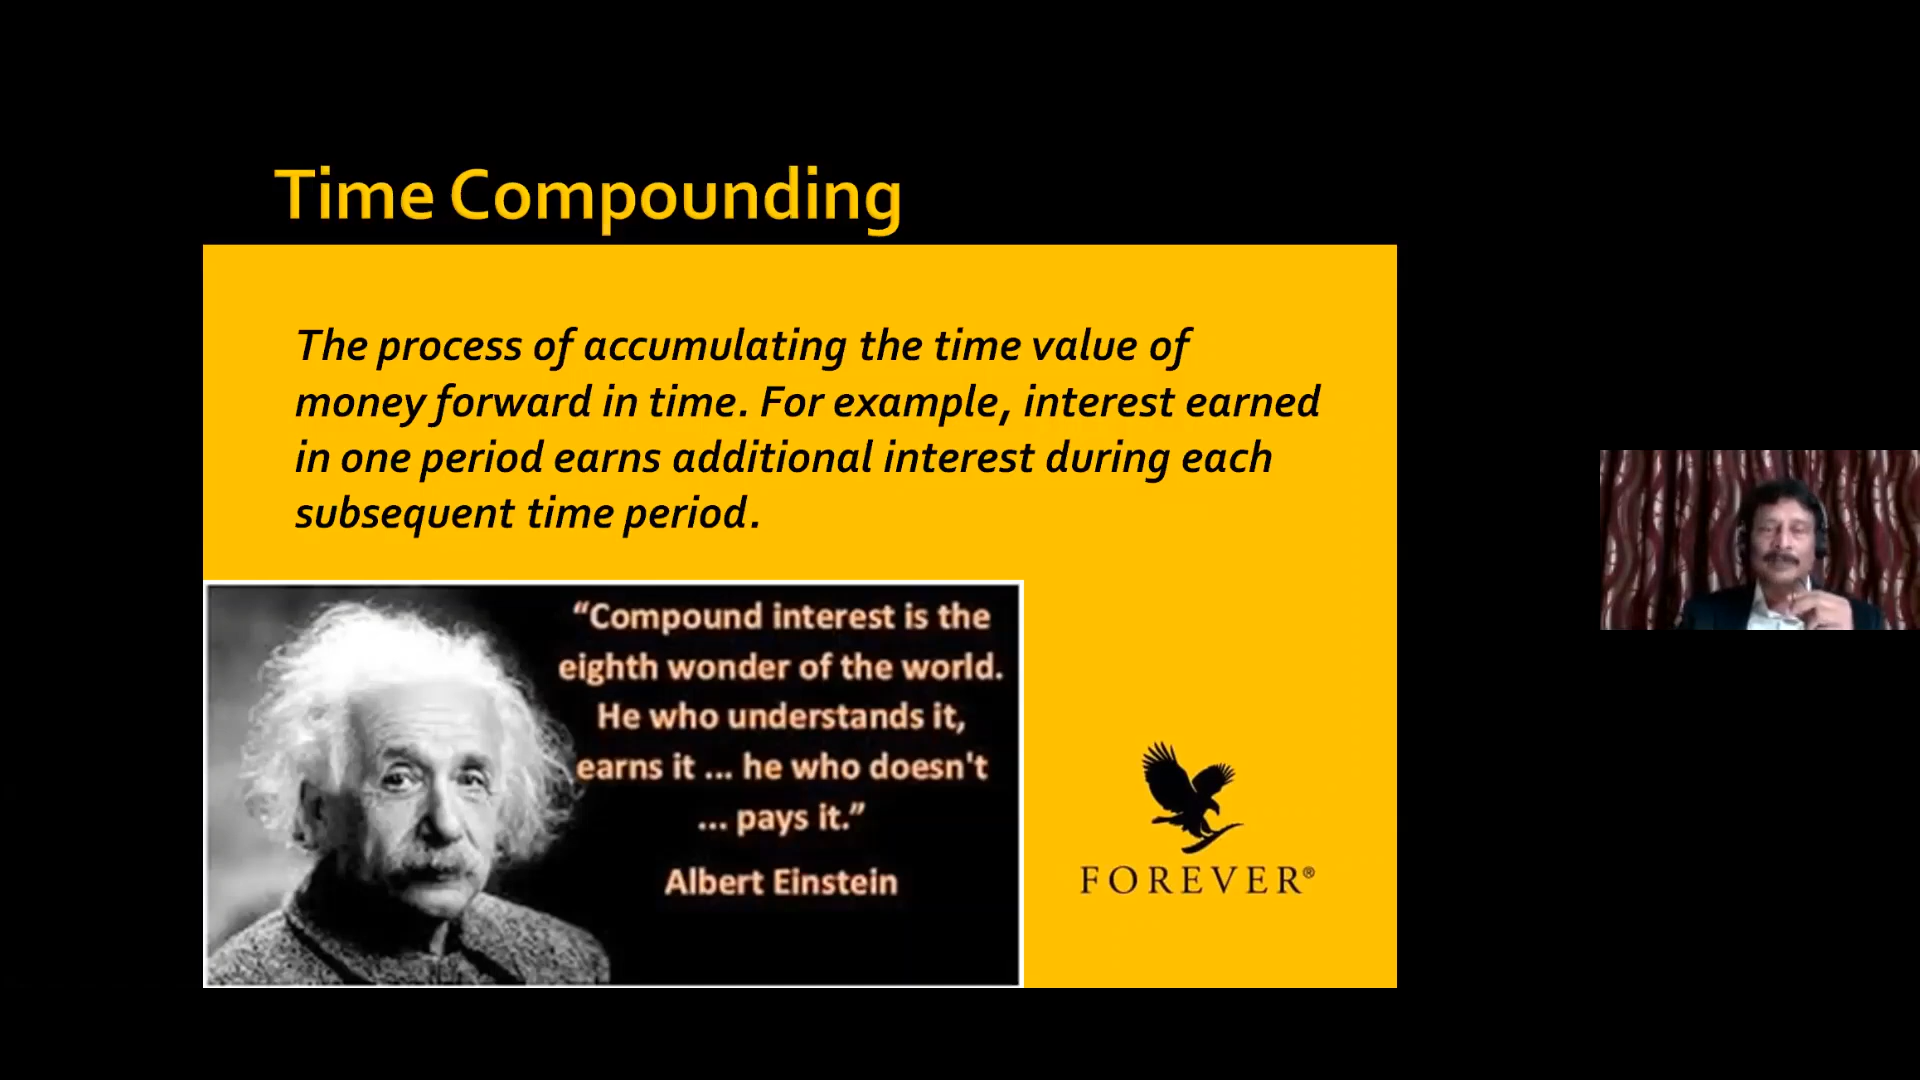 Time Compounding
The process of accumulating the time value of
money forward in time. For example, interest earned
in one period earns additional interest during each
subsequent time period.
“Compound interest is the
eighth wonder of the world.
He who understands it,
earns it ... he who doesn't
... pays it.”
Albert Einstein
FOREVER®